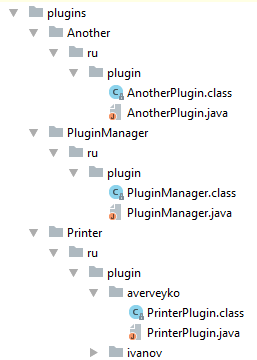 plugins
Another
ru
plugin
AnotherPlugin.class
AnotherPlugin.java
PluginManager
ru
plugin
PluginManager.class
PluginManager.java
Printer
ru
plugin
averveyko
PrinterPlugin.class
PrinterPlugin.java
ivanov